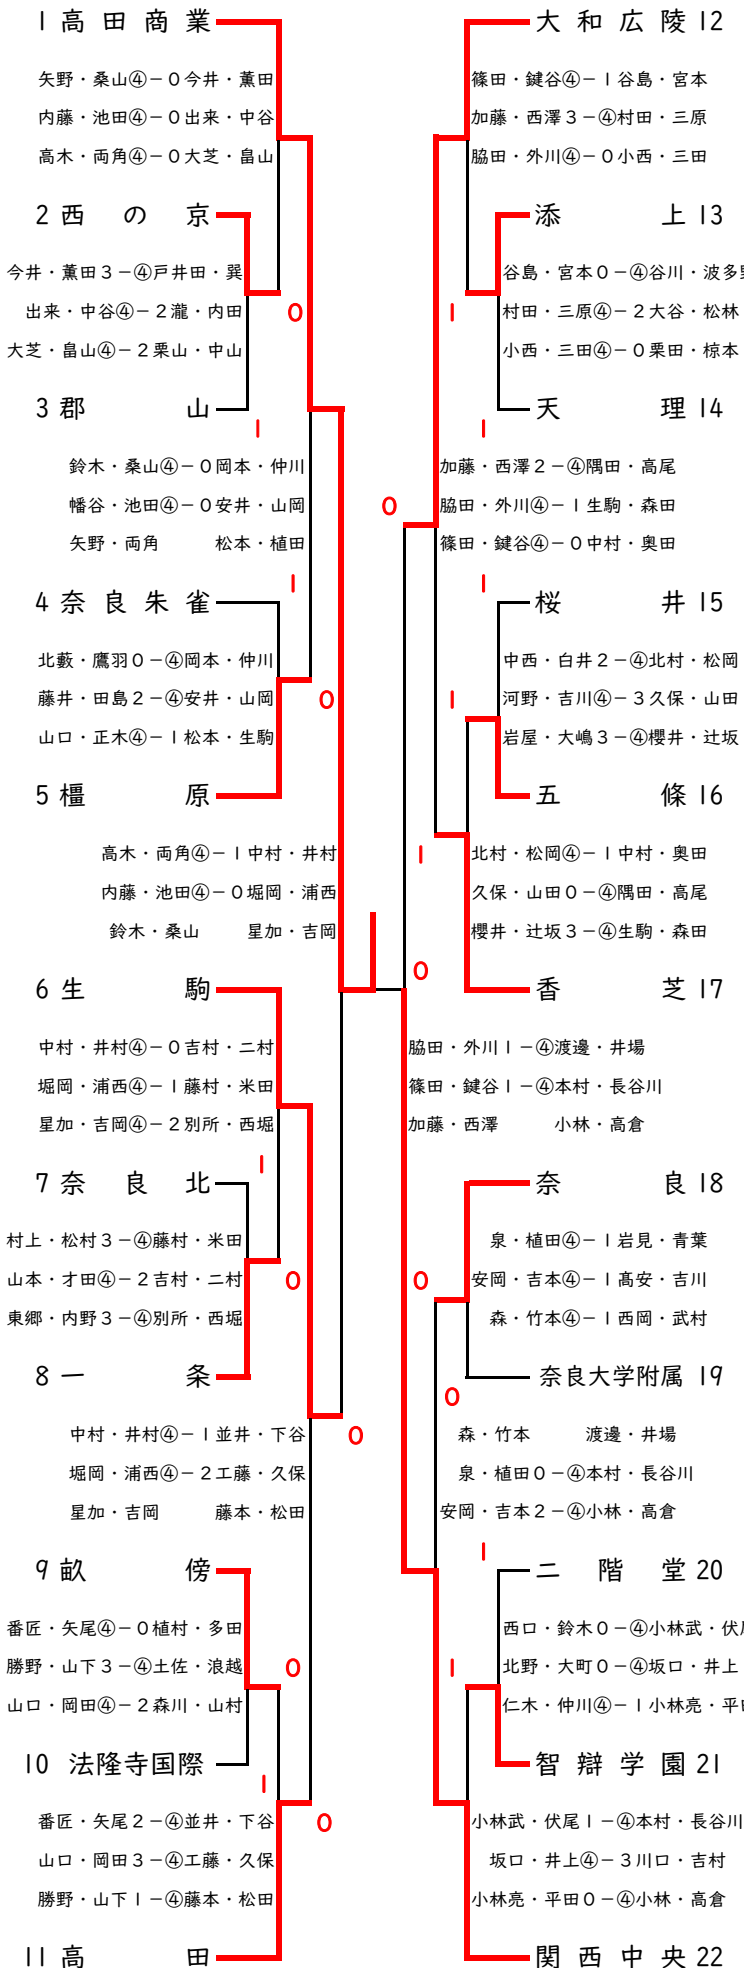 1 高田商業
矢野・桑山④－0今井・薫田
内藤・池田④－0出来・中谷
高木・両角④－0大芝・畠山
2 西の京
今井・薫田3－④戸井田・巽
出来・中谷④－2瀧・内田
大芝・畠山④－2栗山・中山
0
3 郡山
1
鈴木・桑山④－0岡本・仲川
幡谷・池田④－0安井・山岡
矢野・両角 松本・植田
1
4 奈良朱雀
北藪・鷹羽0－④岡本・仲川
藤井・田島2－④安井・山岡
山口・正木④－1松本・生駒
0
5 橿原
高木・両角④－1中村・井村
内藤・池田④－0堀岡・浦西
鈴木・桑山 星加・吉岡
6 生駒
中村・井村④－0吉村・二村
堀岡・浦西④－1藤村・米田
星加・吉岡④－2別所・西堀
1
7 奈良北
村上・松村3－④藤村・米田
山本・才田④－2吉村・二村
東郷・内野3－④別所・西堀
0
8 一条
0
中村・井村④－1並井・下谷
堀岡・浦西④－2工藤・久保
星加・吉岡 藤本・松田
9 畝傍
番匠・矢尾④－0植村・多田
勝野・山下3－④土佐・浪越
山口・岡田④－2森川・山村
0
10 法隆寺国際
1
番匠・矢尾2－④並井・下谷
山口・岡田3－④工藤・久保
勝野・山下1－④藤本・松田
0
11 高田
大和広陵 12
篠田・鍵谷④－1谷島・宮本
加藤・西澤3－④村田・三原
脇田・外川④－0小西・三田
添上 13
谷島・宮本0－④谷川・波多
村田・三原④－2大谷・松林
小西・三田④－0栗田・椋本
1
天理 14
1
加藤・西澤2－④隅田・高尾
脇田・外川④－1生駒・森田
篠田・鍵谷④－0中村・奥田
0
1
桜井 15
中西・白井2－④北村・松岡
河野・吉川④－3久保・山田
岩屋・大嶋3－④櫻井・辻坂
1
五條 16
1
北村・松岡④－1中村・奥田
久保・山田0－④隅田・高尾
櫻井・辻坂3－④生駒・森田
0
香芝 17
脇田・外川1－④渡邊・井場
篠田・鍵谷1－④本村・長谷川
加藤・西澤 小林・高倉
奈良 18
泉・植田④－1岩見・青葉
安岡・吉本④－1髙安・吉川
森・竹本④－1西岡・武村
0
奈良大学附属 19
0
森・竹本 渡邊・井場
泉・植田0－④本村・長谷川
安岡・吉本2－④小林・高倉
1
二階堂 20
西口・鈴木0－④小林武・伏
北野・大町0－④坂口・井上
仁木・仲川④－1小林亮・平
1
智辯学園 21
小林武・伏尾1－④本村・長谷川
坂口・井上④－3川口・吉村
小林亮・平田0－④小林・高倉
関西中央 22